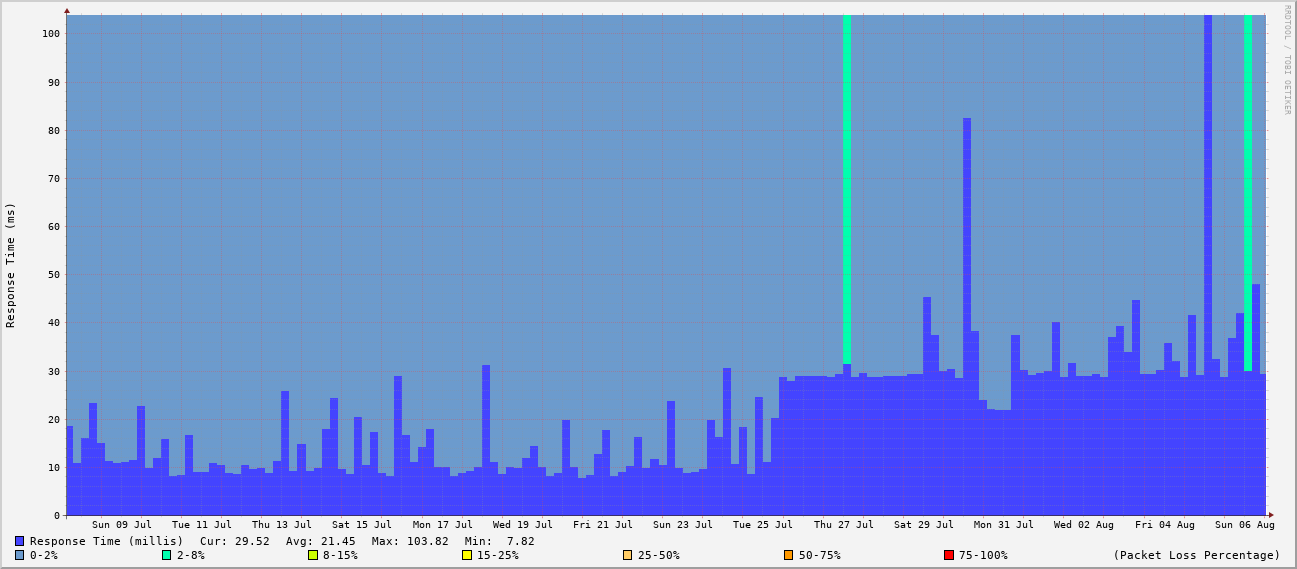 RRDTOOL / TOBI OETIKER
Response Time (ms)
100
90
80
70
60
50
40
30
20
10
0
Sun 09 Jul Tue 11 Jul Thu 13 Jul Sat 15 Jul Mon 17 Jul Wed 19 Jul Fri 21 Jul Sun 23 Jul Tue 25 Jul Thu 27 Jul Sat 29 Jul Mon 31 Jul Wed 02 Aug Fri 04 Aug Sun 06 Aug
Response Time (millis) Cur: 29.52 Avg: 21.45 Max: 103.82 Min: 7.82
0-2% 2-8% 8-15% 15-25% 25-50% 50-75% 75-100% (Packet Loss Percentage)